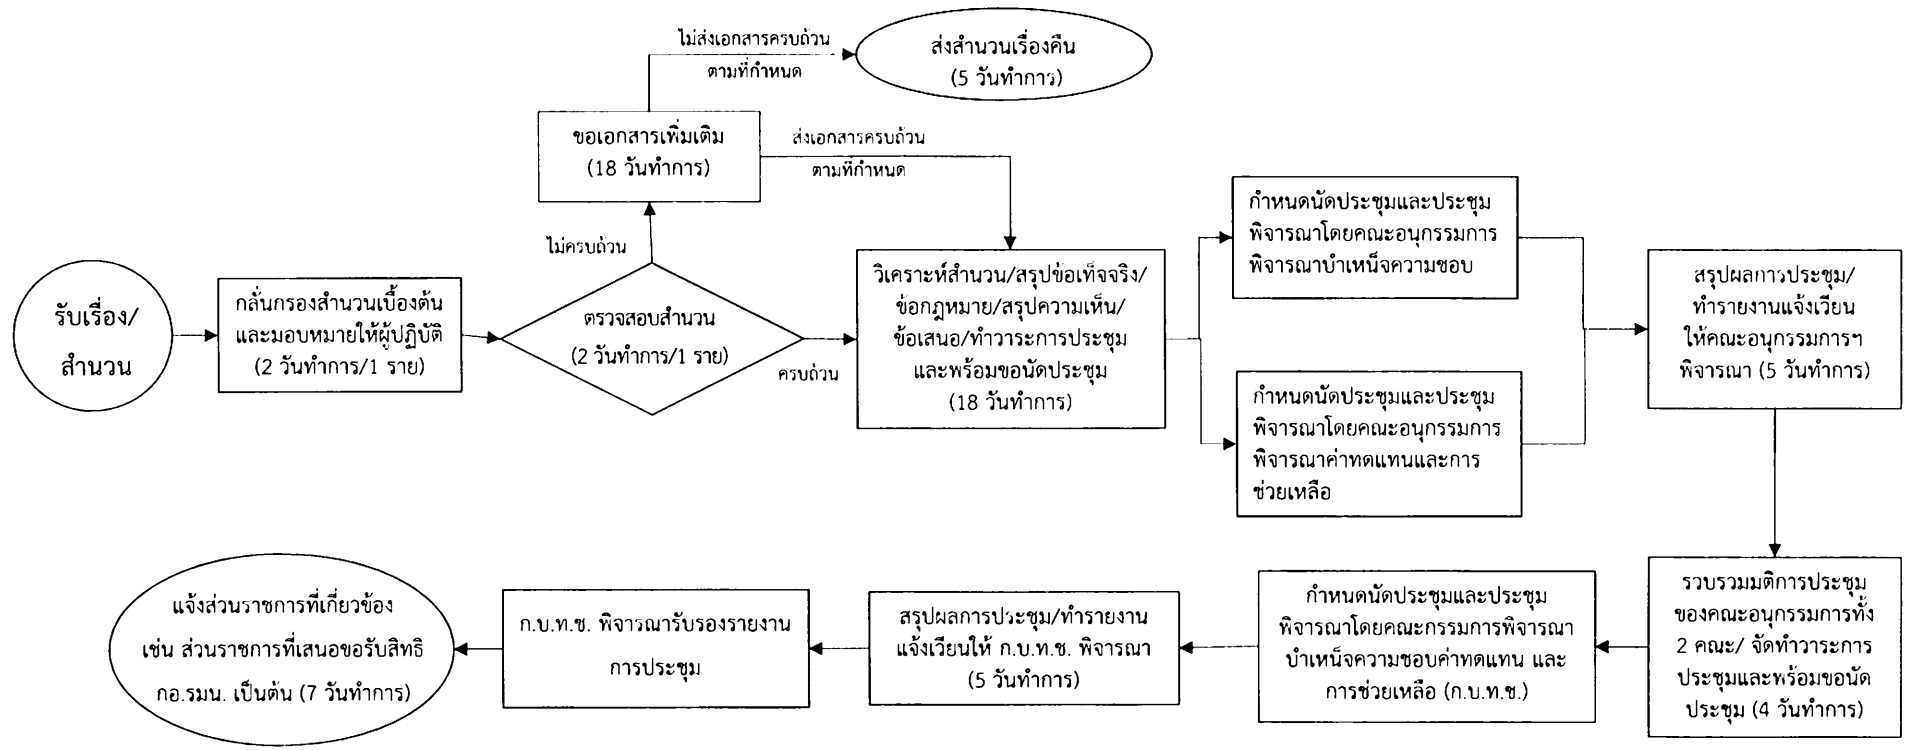 ไม่ส่งเอกสารครบถ้วน
ตามที่กำหนด
ส่งสำนวนเรื่องคืน
(5 วันทำการ)
ขอเอกสารเพิ่มเติม
(18 วันทำการ)
ส่งเอกสารครบถ้วน
ตามที่กำหนด
ไม่ครบถ้วน
รับเรื่อง/
สำนวน
กลั่นกรองสำนวนเบื้องต้น
และมอบหมายให้ผู้ปฏิบัติ
(2 วันทำการ/1 ราย)
ตรวจสอบสำนวน
(2 วันทำการ/1 ราย)
ครบถ้วน
วิเคราะห์สำนวน/สรุปข้อเท็จจริง/
ข้อกฎหมาย/สรุปความเห็น/
ข้อเสนอ/ทำวาระการประชุม
และพร้อมขอนัดประชุม
(18 วันทำการ)
กำหนดนัดประชุมและประชุม
พิจารณาโดยคณะอนุกรรมการ
พิจารณาบำเหน็จความชอบ
กำหนดนัดประชุมและประชุม
พิจารณาโดยคณะอนุกรรมการ
พิจารณาค่าทดแทนและการ
ช่วยเหลือ
สรุปผลการประชุม/
ทำรายงานแจ้งเวียน
ให้คณะอนุกรรมการฯ
พิจารณา (5 วันทำการ)
รวบรวมมติการประชุม
ของคณะอนุกรรมการทั้ง
2 คณะ/ จัดทำวาระการ
ประชุมและพร้อมขอนัด
ประชุม (4 วันทำการ)
กำหนดนัดประชุมและประชุม
พิจารณาโดยคณะกรรมการพิจารณา
บำเหน็จความชอบค่าทดแทน และ
การช่วยเหลือ (ก.บ.ท.ช.)
สรุปผลการประชุม/ทำรายงาน
แจ้งเวียนให้ ก.บ.ท.ช. พิจารณา
(5 วันทำการ)
ก.บ.ท.ช. พิจารณารับรองรายงาน
การประชุม
แจ้งส่วนราชการที่เกี่ยวข้อง
เช่น ส่วนราชการที่เสนอขอรับสิทธิ
กอ.รมน. เป็นต้น (7 วันทำการ)